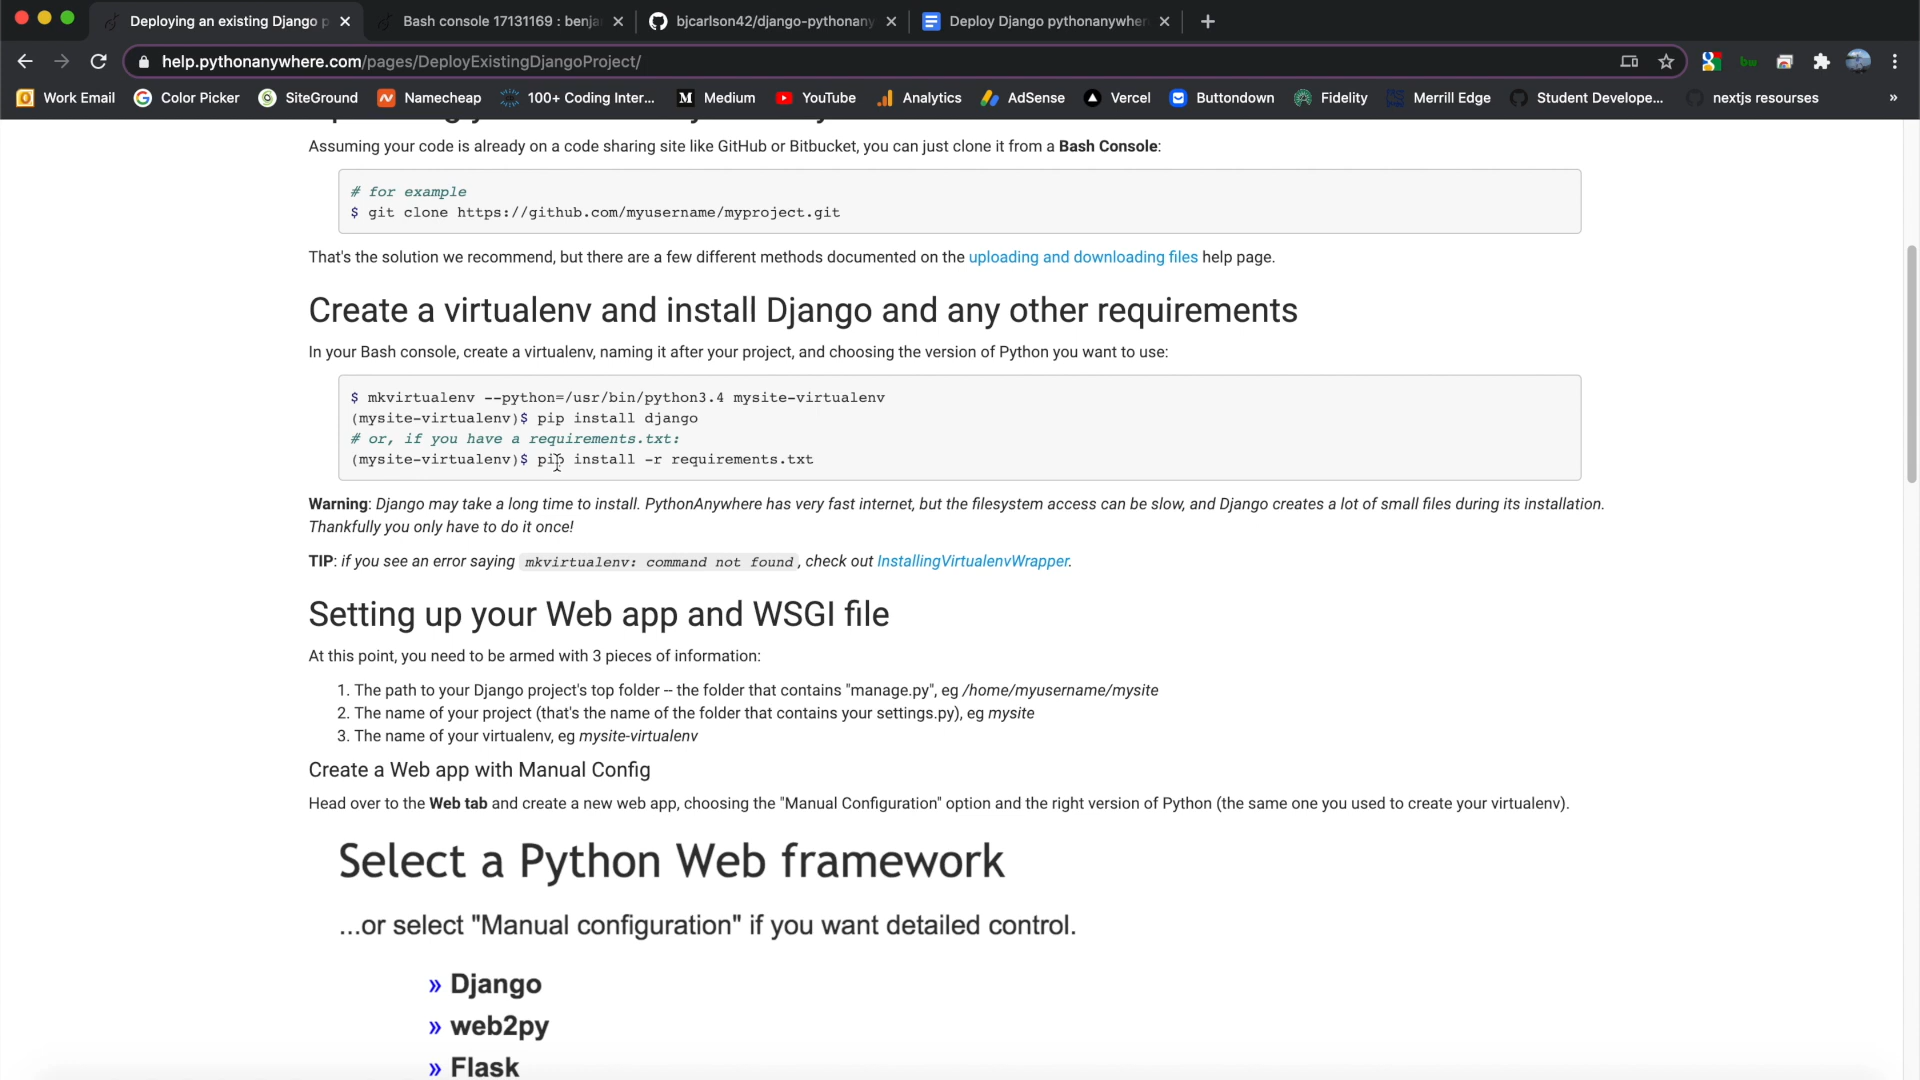 Deploying an existing Django p
Bash console 17131169 : benja
bjcarlson42/django-pythonany
Deploy Django pythonanywher
help.pythonanywhere.com/pages/DeployExistingDjangoProject/
Work Email
Color Picker
SiteGround
Namecheap
100+ Coding Inter...
Medium
YouTube
Analytics
AdSense
Vercel
Buttondown
Fidelity
Merrill Edge
Student Develope...
nextjs resourses
»
Assuming your code is already on a code sharing site like GitHub or Bitbucket, you can just clone it from a Bash Console:
# for example
$ git clone https://github.com/myusername/myproject.git
That's the solution we recommend, but there are a few different methods documented on the uploading and downloading files help page.
Create a virtualenv and install Django and any other requirements
In your Bash console, create a virtualenv, naming it after your project, and choosing the version of Python you want to use:
$ mkvirtualenv --python=/usr/bin/python3.4 mysite-virtualenv
(mysite-virtualenv)$ pip install django
# or, if you have a requirements.txt:
(mysite-virtualenv)$ pip install -r requirements.txt
Warning: Django may take a long time to install. PythonAnywhere has very fast internet, but the filesystem access can be slow, and Django creates a lot of small files during its installation.
Thankfully you only have to do it once!
TIP: if you see an error saying mkvirtualenv: command not found, check out InstallingVirtualenvWrapper.
Setting up your Web app and WSGI file
At this point, you need to be armed with 3 pieces of information:
1. The path to your Django project's top folder -- the folder that contains "manage.py", eg /home/myusername/mysite
2. The name of your project (that's the name of the folder that contains your settings.py), eg mysite
3. The name of your virtualenv, eg mysite-virtualenv
Create a Web app with Manual Config
Head over to the Web tab and create a new web app, choosing the "Manual Configuration" option and the right version of Python (the same one you used to create your virtualenv).
Select a Python Web framework
...or select "Manual configuration" if you want detailed control.
» Django
» web2py
» Flask